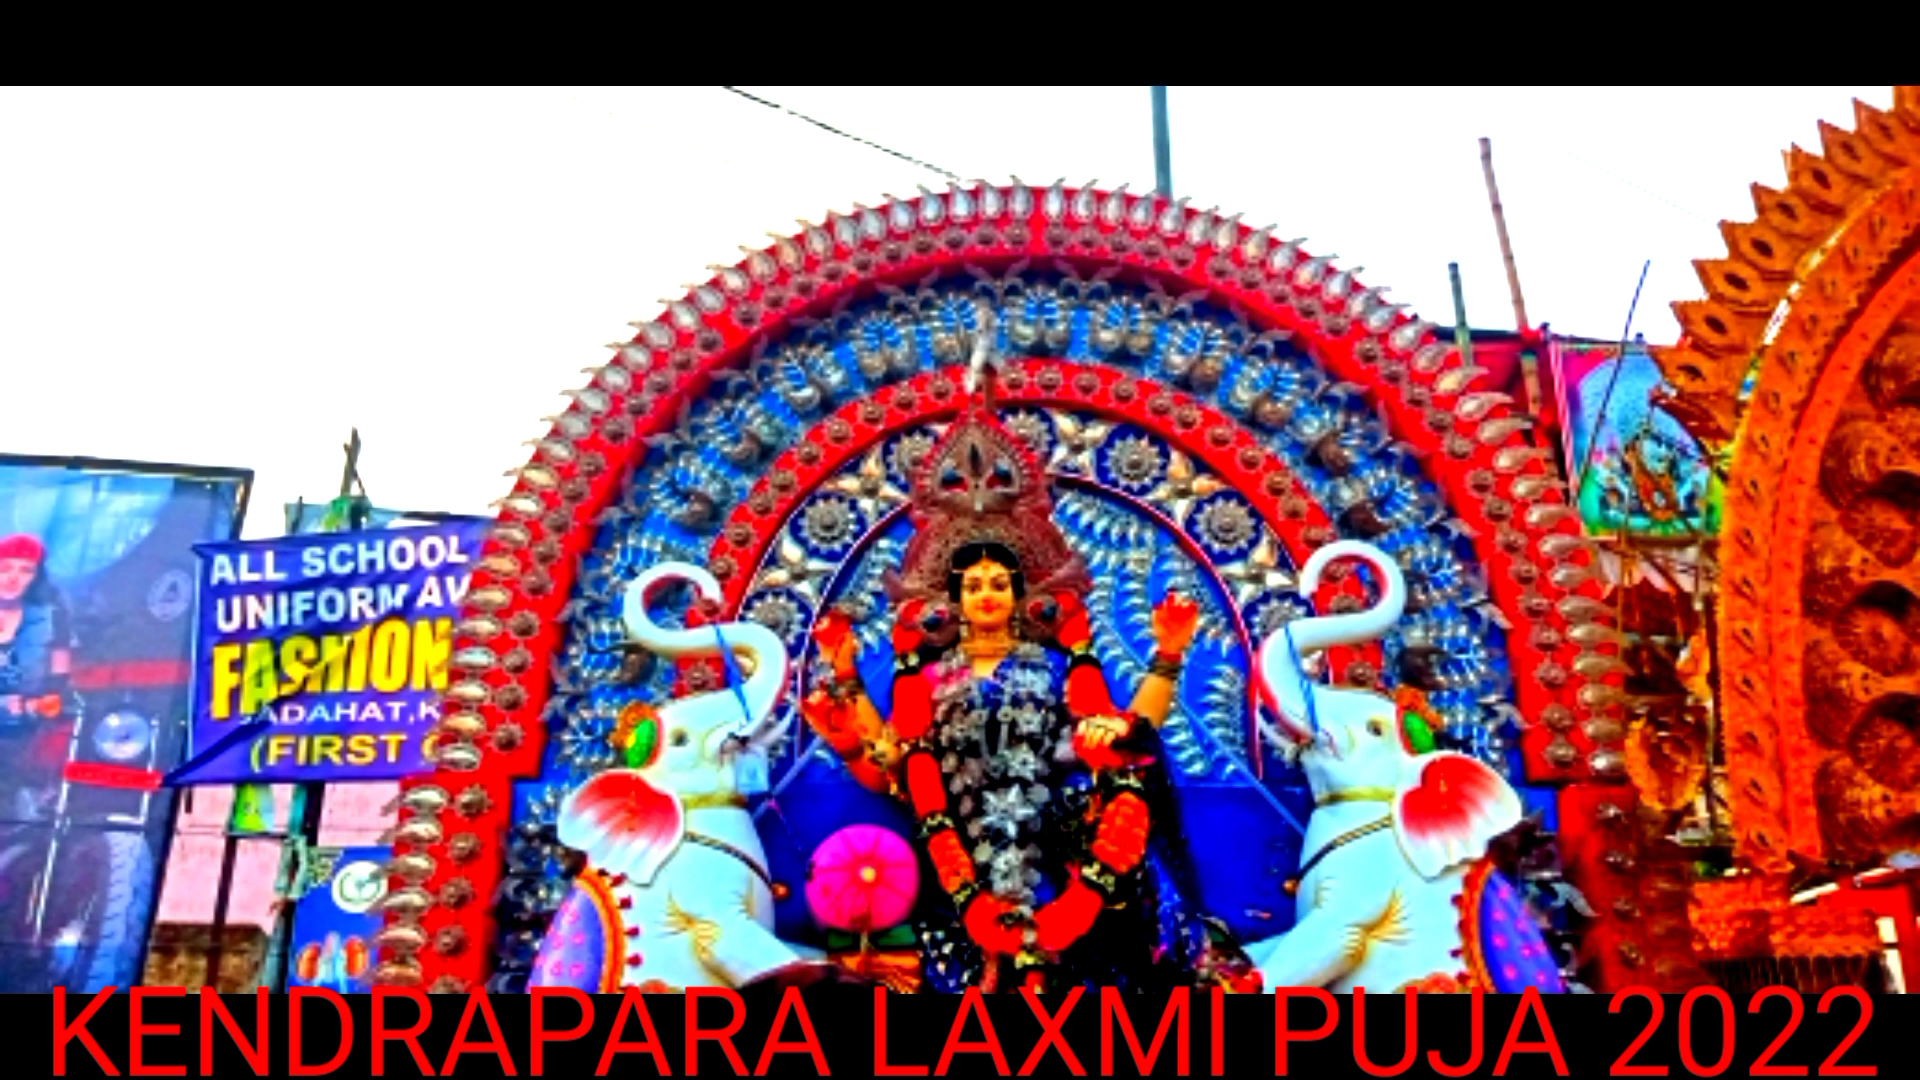 ALL SCHOOL
UNIFORM AV
FASHION
ADAHAT, K
(FIRST
KENDRAPARA LAXMI PUJA 2022